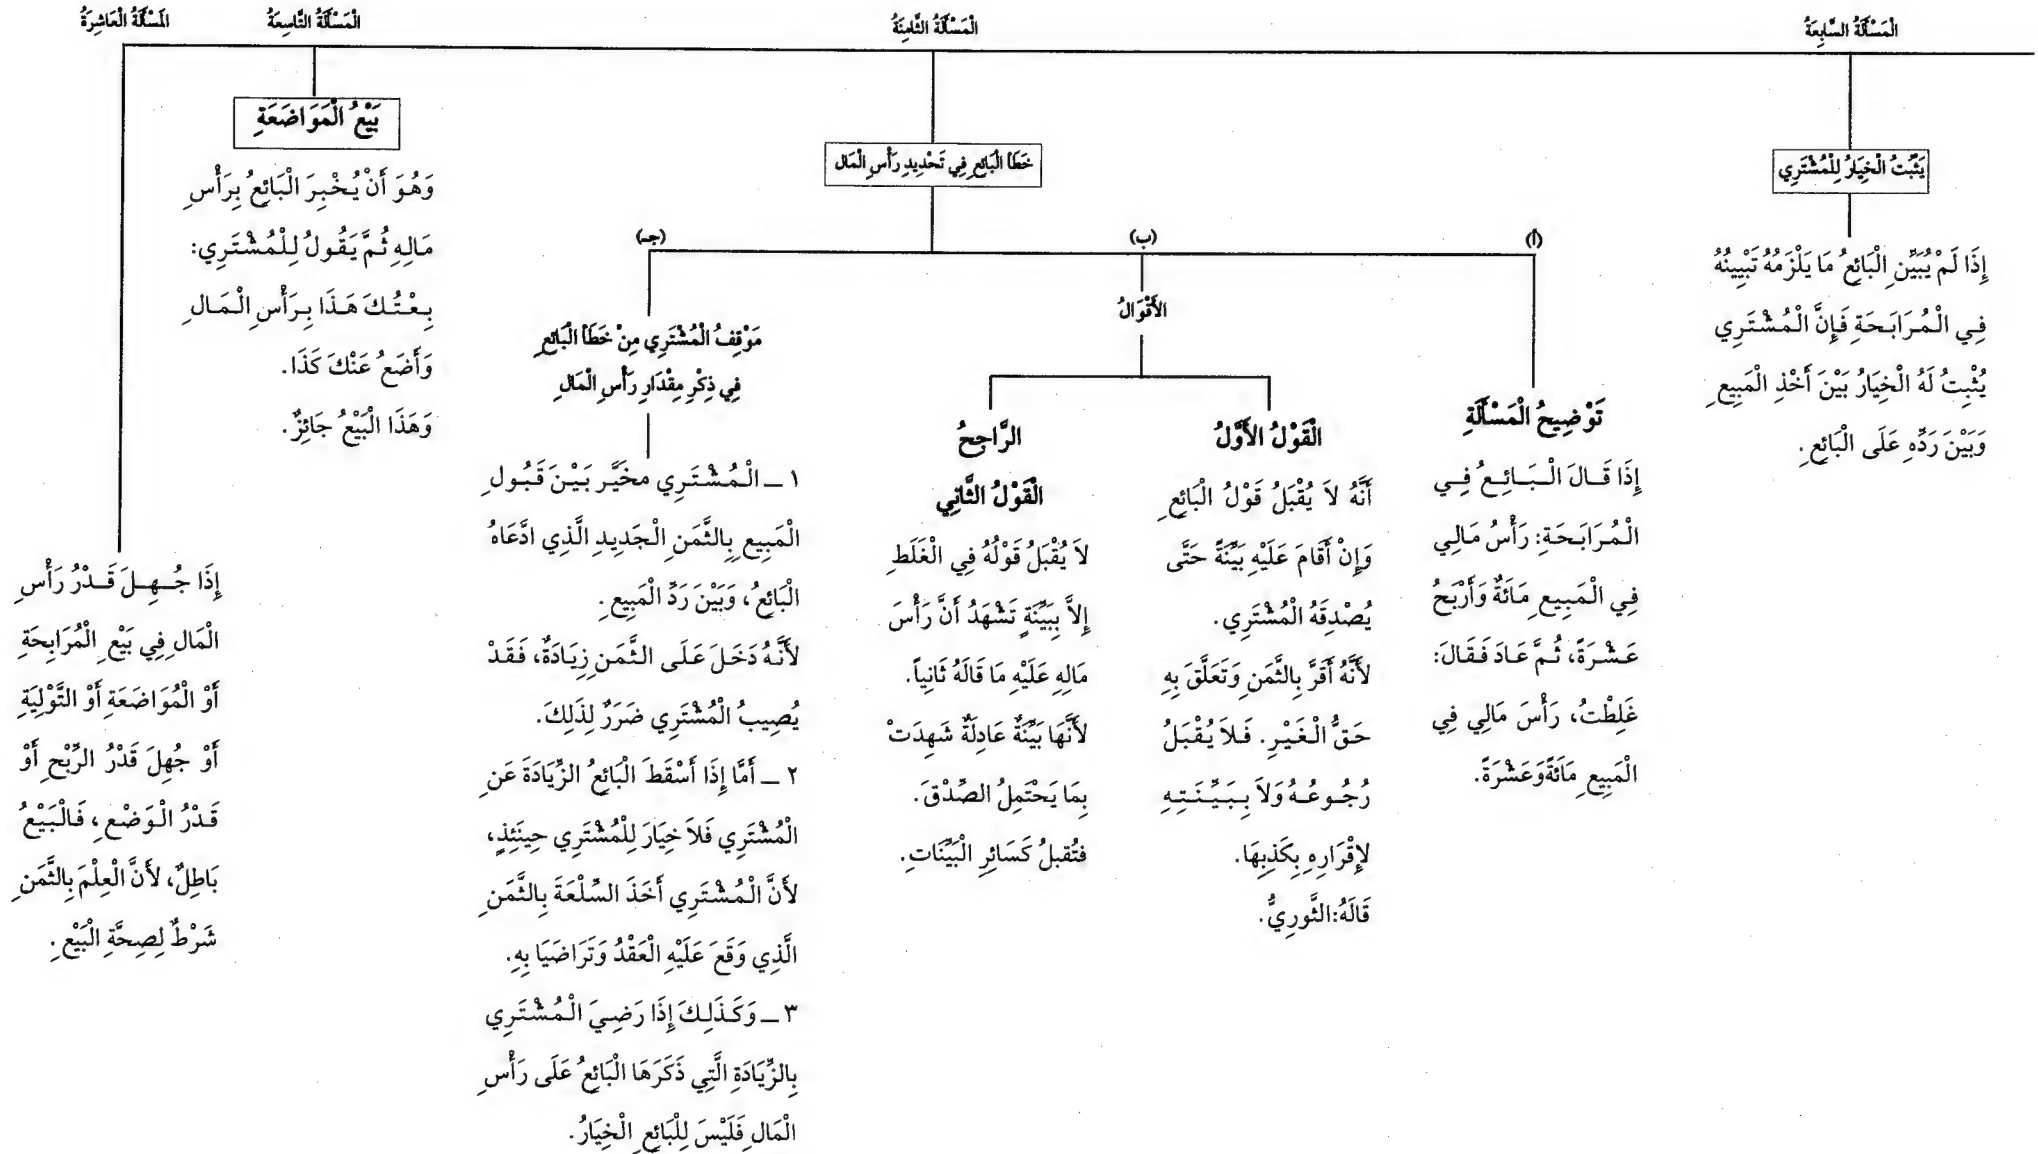 الْمَسْأَلَةُ السَّابِعَةُ
يَثْبُتُ الْخِيَارُ لِلْمُشْتَرِي
إِذَا لَمْ يُبَيِّنِ الْبَائِعُ مَا يَلْزَمُهُ تَبْيِينُهُ
فِي الْمُرَابَحَةِ فَإِنَّ الْمُشْتَرِي
يُثْبِتُ لَهُ الْخِيَارُ بَيْنَ أَخْذِ الْمَبِيعِ
وَبَيْنَ رَدِّهِ عَلَى الْبَائِعِ.
الْمَسْأَلَةُ الثَّامِنَةُ
خَطَأُ الْبَائِعِ فِي تَحْدِيدِ رَأْسِ الْمَالِ
(أ)
تَوْضِيحُ الْمَسْأَلَةِ
إِذَا قَالَ الْبَائِعُ فِي
الْمُرَابَحَةِ: رَأْسُ مَالِي
فِي الْمَبِيعِ مَائَةٌ وَأَرْبَحُ
عَشْرَةً، ثُمَّ عَادَ فَقَالَ:
غَلِطْتُ، رَأْسَ مَالِي فِي
الْمَبِيعِ مَائَةً وَعَشْرَةً.
(ب)
الأَقْوَالُ
الْقَوْلُ الأَوَّلُ
أَنَّهُ لاَ يُقْبَلُ قَوْلُ الْبَائِعِ
وَإِنْ أَقَامَ عَلَيْهِ بَيِّنَةً حَتَّى
يُصْدِقَهُ الْمُشْتَرِي.
لأَنَّهُ أَقَرَّ بِالثَّمَنِ وَتَعَلَّقَ بِهِ
حَقُّ الْغَيْرِ. فَلاَ يُقْبَلُ
رُجُوعُهُ وَلاَ بِبَيِّنَتِهِ
لإِقْرَارِهِ بِكَذِبِهَا.
قَالَهُ: الثَّوْرِيُّ.
الرَّاجِحُ
الْقَوْلُ الثَّانِي
لاَ يُقْبَلُ قَوْلُهُ فِي الْغَلَطِ
إِلاَّ بِبَيِّنَةٍ تَشْهَدُ أَنَّ رَأْسَ
مَالِهِ عَلَيْهِ مَا قَالَهُ ثَانِياً.
لأَنَّهَا بَيِّنَةٌ عَادِلَةٌ شَهِدَتْ
بِمَا يَحْتَمِلُ الصِّدْقَ.
فتُقبلُ كَسَائِرِ الْبَيِّنَاتِ.
(جـ)
مَوْقِفُ الْمُشْتَرِي مِنْ خَطَأ الْبَائِعِ
فِي ذِكْرِ مِقْدَارِ رَأْسِ الْمَالِ
١ ـ الْمُشْتَرِي مخَيَّر بَيْنَ قَبُولِ
الْمَبِيعِ بِالثَّمَنِ الْجَدِيدِ الَّذِي ادَّعَاهُ
الْبَائِعُ، وَبَيْنَ رَدِّ الْمَبِيعِ.
لأَنَّهُ دَخَلَ عَلَى الثَّمَنِ زِيَادَةٌ، فَقَدْ
يُصِيبُ الْمُشْتَرِي ضَرَرٌ لِذَلِكَ.
٢ ـ أَمَّا إِذَا أَسْقَطَ الْبَائِعُ الزِّيَادَةَ عَنِ
الْمُشْتَرِي فَلاَ خِيَارَ لِلْمُشْتَرِي حِينَئِذٍ،
لأَنَّ الْمُشْتَرِي أَخَذَ السِّلْعَةَ بِالثَّمَنِ
الَّذِي وَقَعَ عَلَيْهِ الْعَقْدُ وَتَرَاضَيَا بِهِ.
٣ ـ وَكَذَلِكَ إِذَا رَضِيَ الْمُشْتَرِي
بِالزِّيَادَةِ الَّتِي ذَكَرَهَا الْبَائِعُ عَلَى رَأْسِ
الْمَالِ فَلَيْسَ لِلْبَائِعِ الْخِيَارُ.
الْمَسْأَلَةُ التَّاسِعَةُ
بَيْعُ الْمَوَاضَعَةِ
وَهُوَ أَنْ يُخْبِرَ الْبَائِعُ بِرَأْسِ
مَالِهِ ثُمَّ يَقُولُ لِلْمُشْتَرِي:
بِعْتُكَ هَذَا بِرَأْسِ الْمَالِ
وَأَضَعُ عَنْكَ كَذَا.
وَهَذَا الْبَيْعُ جَائِزٌ.
الْمَسْأَلَةُ الْعَاشِرَةُ
إِذَا جُهِلَ قَدْرُ رَأْسِ
الْمَالِ فِي بَيْعِ الْمُرَابِحَةِ
أَوْ الْمُوَاضَعَةِ أَوْ التَّوْلِيَةِ
أَوْ جُهِلَ قَدْرُ الرِّبْحِ أَوْ
قَدْرُ الْوَضْعِ، فَالْبَيْعُ
بَاطِلٌ، لأَنَّ الْعِلْمَ بِالثَّمَنِ
شَرْطٌ لِصِحَّةِ الْبَيْعِ.